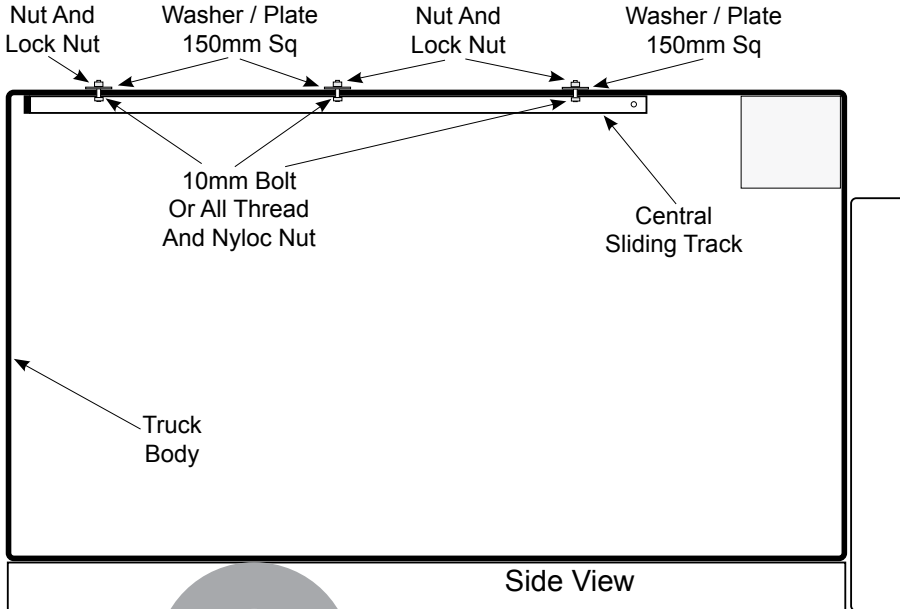 Nut And
Lock Nut
Washer / Plate
150mm Sq
Nut And
Lock Nut
Washer / Plate
150mm Sq
10mm Bolt
Or All Thread
And Nyloc Nut
Central
Sliding Track
Truck
Body
Side View